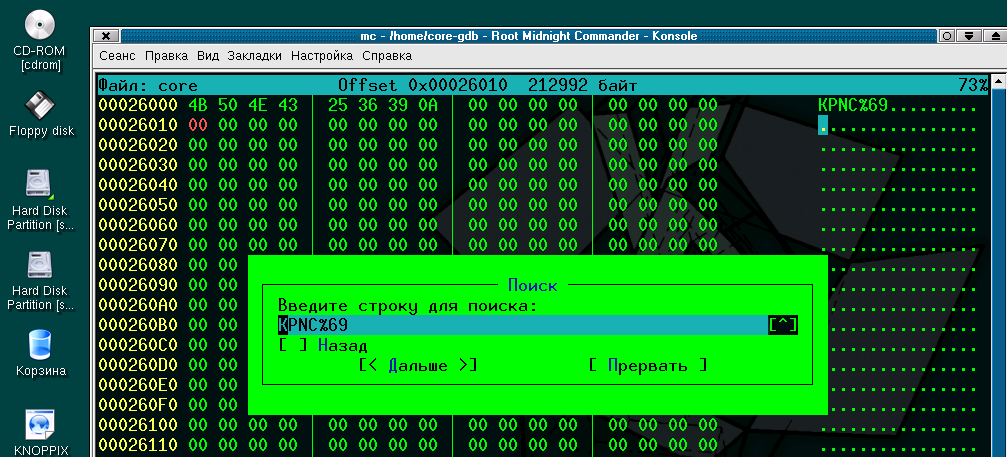 CD-ROM
[cdrom]
Floppy disk
Hard Disk
Partition [s...
Hard Disk
Partition [s...
Корзина
KNOPPIX
mc - /home/core-gdb - Root Midnight Commander - Konsole
Сеанс Правка Вид Закладки Настройка Справка
Файл: core Offset 0x00026010 212992 байт 73%
00026000 4B 50 4E 43 25 36 39 0A 00 00 00 00 00 00 00 00 KPNC%69.........
00026010 00 00 00 00 00 00 00 00 00 00 00 00 00 00 00 00 ................
00026020 00 00 00 00 00 00 00 00 00 00 00 00 00 00 00 00 ................
00026030 00 00 00 00 00 00 00 00 00 00 00 00 00 00 00 00 ................
00026040 00 00 00 00 00 00 00 00 00 00 00 00 00 00 00 00 ................
00026050 00 00 00 00 00 00 00 00 00 00 00 00 00 00 00 00 ................
00026060 00 00 00 00 00 00 00 00 00 00 00 00 00 00 00 00 ................
00026070 00 00 00 00 00 00 00 00 00 00 00 00 00 00 00 00 ................
00026080 00 00
00026090 00 00
000260A0 00 00
000260B0 00 00
000260C0 00 00
000260D0 00 00
000260E0 00 00
000260F0 00 00
Поиск
Введите строку для поиска:
KPNC%69 [^]
[ ] Назад
[< Дальше >] [ Прервать ]
00026100 00 00 00 00 00 00 00 00 00 00 00 00 00 00 00 00 ................
00026110 00 00 00 00 00 00 00 00 00 00 00 00 00 00 00 00 ................